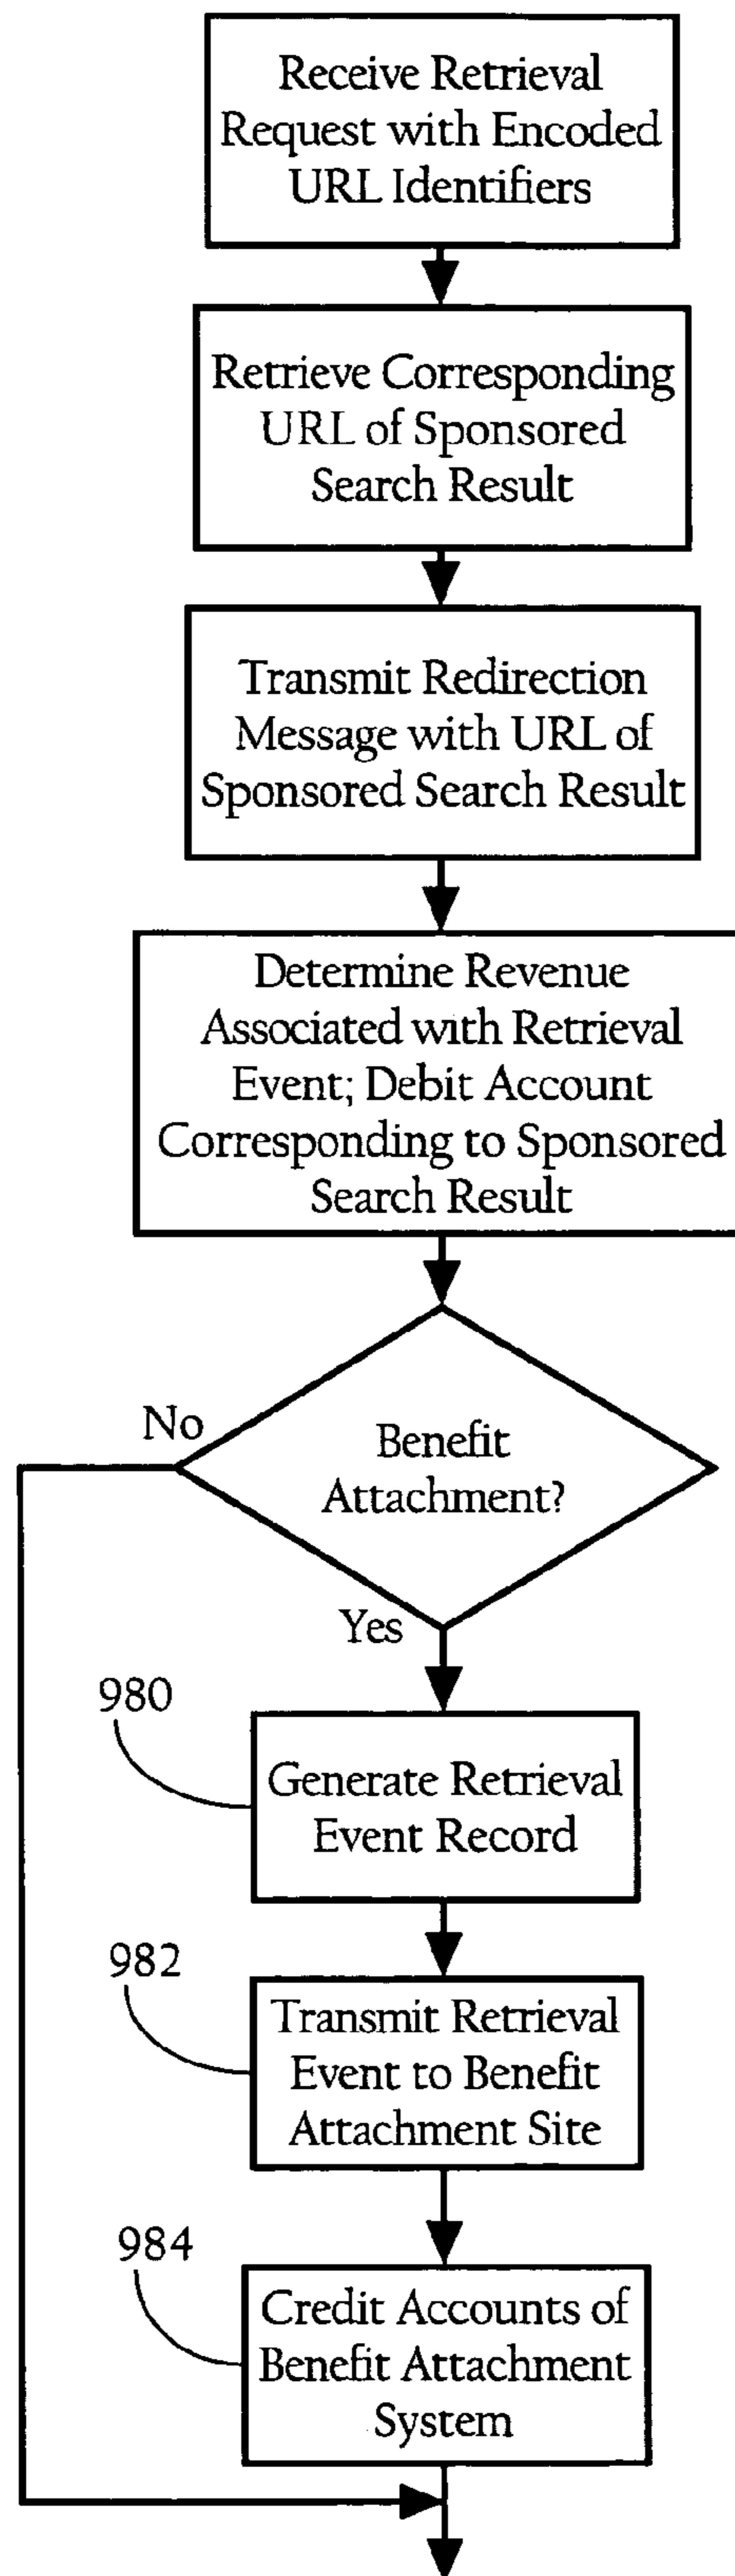 Receive Retrieval
Request with Encoded
URL Identifiers
Retrieve Corresponding
URL of Sponsored
Search Result
Transmit Redirection
Message with URL of
Sponsored Search Result
Determine Revenue
Associated with Retrieval
Event; Debit Account
Corresponding to Sponsored
Search Result
No
Benefit
Attachment?
Yes
980
Generate Retrieval
Event Record
982
Transmit Retrieval
Event to Benefit
Attachment Site
984
Credit Accounts of
Benefit Attachment
System